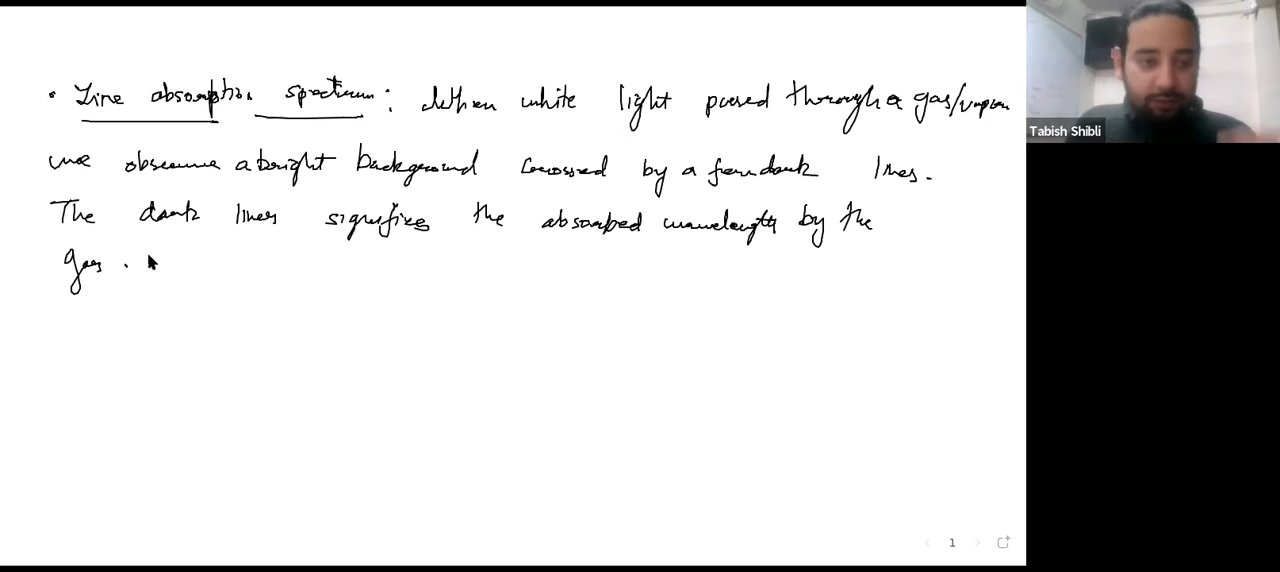 • Line absorption spectrum: When white light passed through a gas/vapour
we observe a bright background crossed by a few dark lines.
The dark lines signifies the absorbed wavelength by the
gas.
Tabish Shibli
1